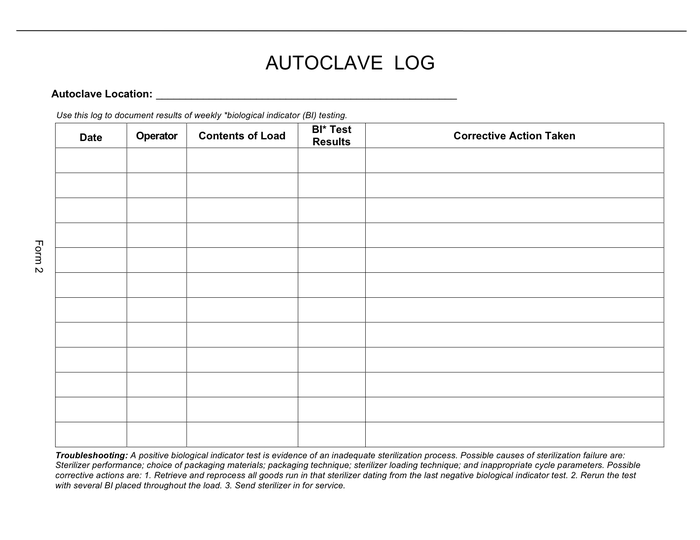 AUTOCLAVE LOG
Autoclave Location: ___________________________________________________
Use this log to document results of weekly *biological indicator (BI) testing.
Date Operator Contents of Load BI* Test Results Corrective Action Taken
Form 2
Troubleshooting: A positive biological indicator test is evidence of an inadequate sterilization process. Possible causes of sterilization failure are:
Sterilizer performance; choice of packaging materials; packaging technique; sterilizer loading technique; and inappropriate cycle parameters. Possible
corrective actions are: 1. Retrieve and reprocess all goods run in that sterilizer dating from the last negative biological indicator test. 2. Rerun the test
with several BI placed throughout the load. 3. Send sterilizer in for service.